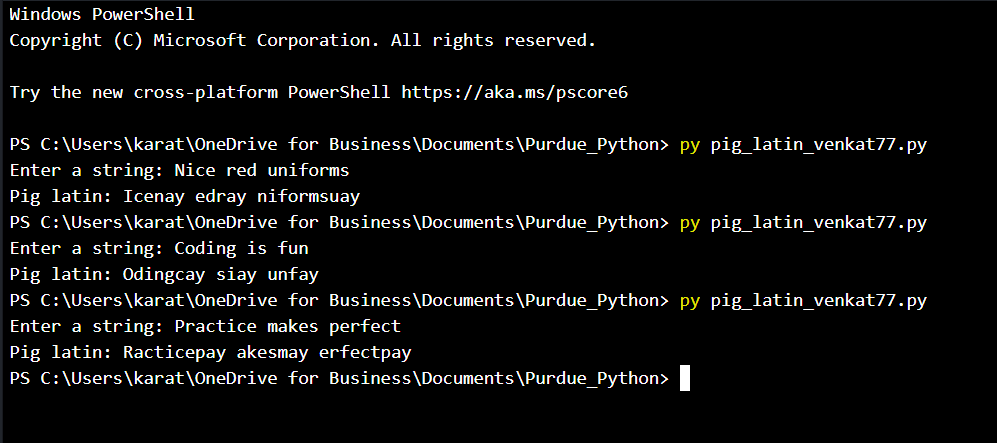 Windows PowerShell
Copyright (C) Microsoft Corporation. All rights reserved.
Try the new cross-platform PowerShell https://aka.ms/pscore6
PS C:\Users\karat\OneDrive for Business\Documents\Purdue_Python> py pig_latin_venkat77.py
Enter a string: Nice red uniforms
Pig latin: Icenay edray niformsuay
PS C:\Users\karat\OneDrive for Business\Documents\Purdue_Python> py pig_latin_venkat77.py
Enter a string: Coding is fun
Pig latin: Odingcay siay unfay
PS C:\Users\karat\OneDrive for Business\Documents\Purdue_Python> py pig_latin_venkat77.py
Enter a string: Practice makes perfect
Pig latin: Racticepay akesmay erfectpay
PS C:\Users\karat\OneDrive for Business\Documents\Purdue_Python>